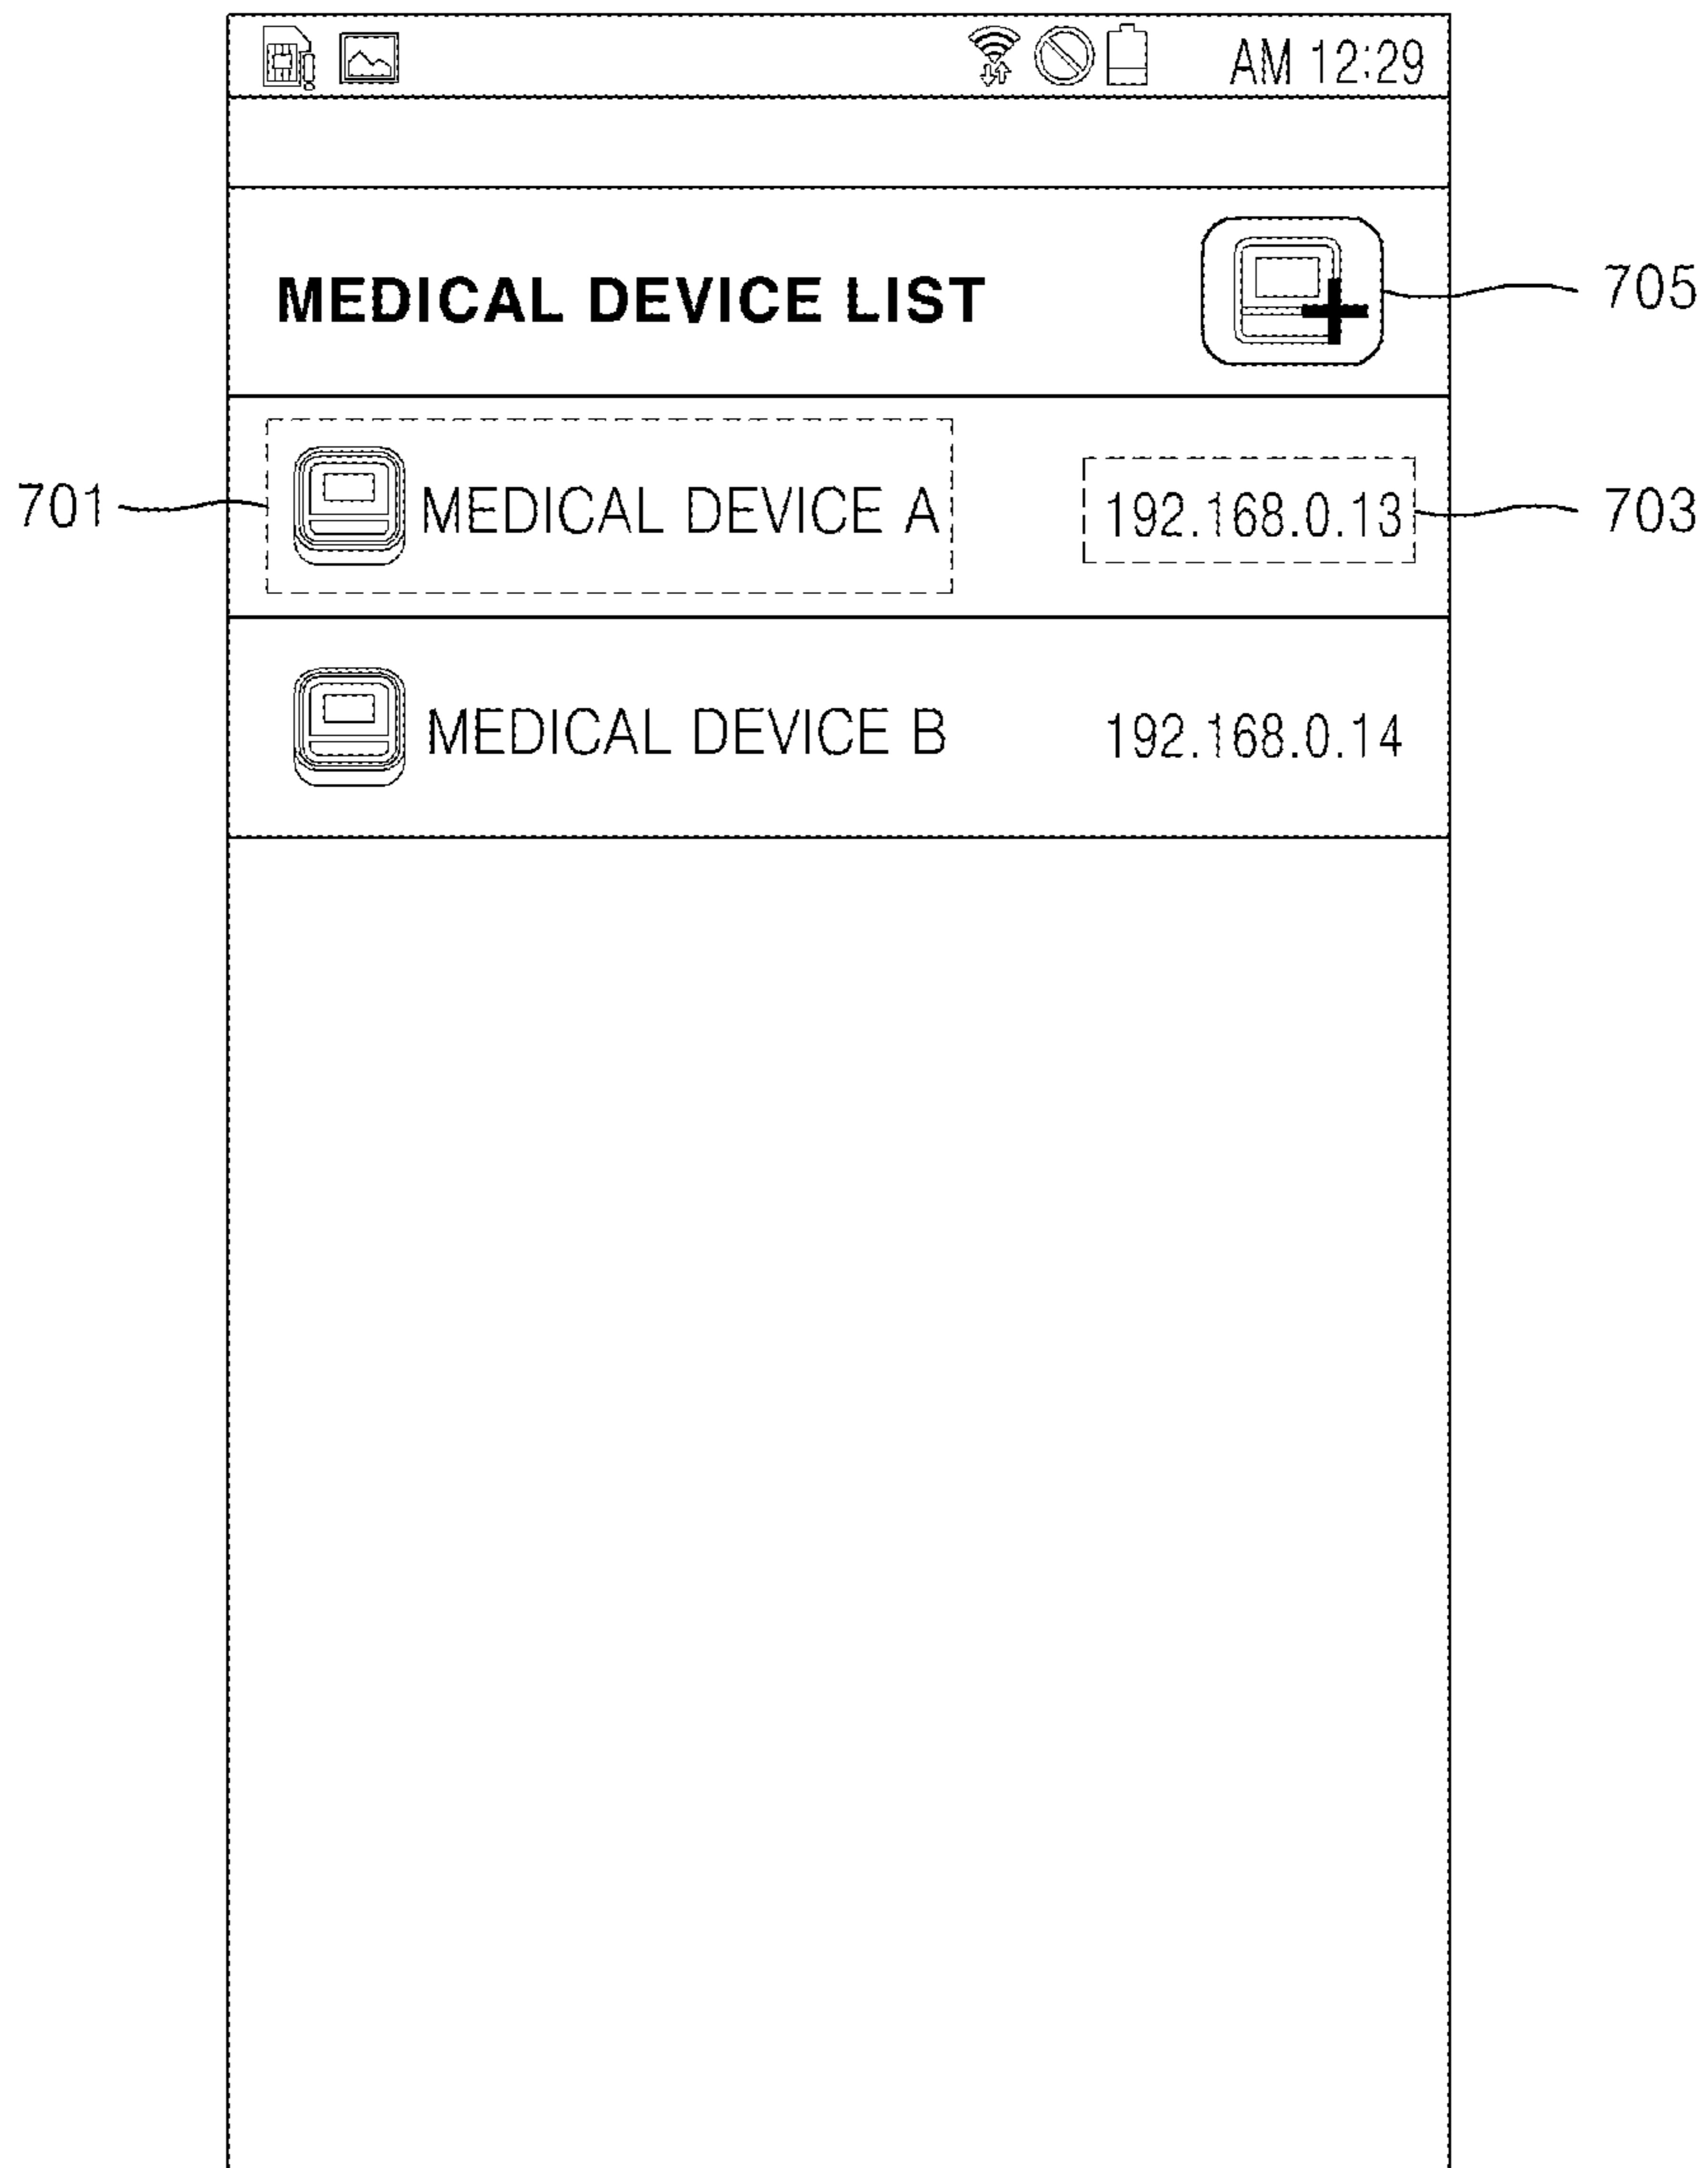 AM 12:29
MEDICAL DEVICE LIST
705
701
MEDICAL DEVICE A
192.168.0.13
703
MEDICAL DEVICE B
192.168.0.14